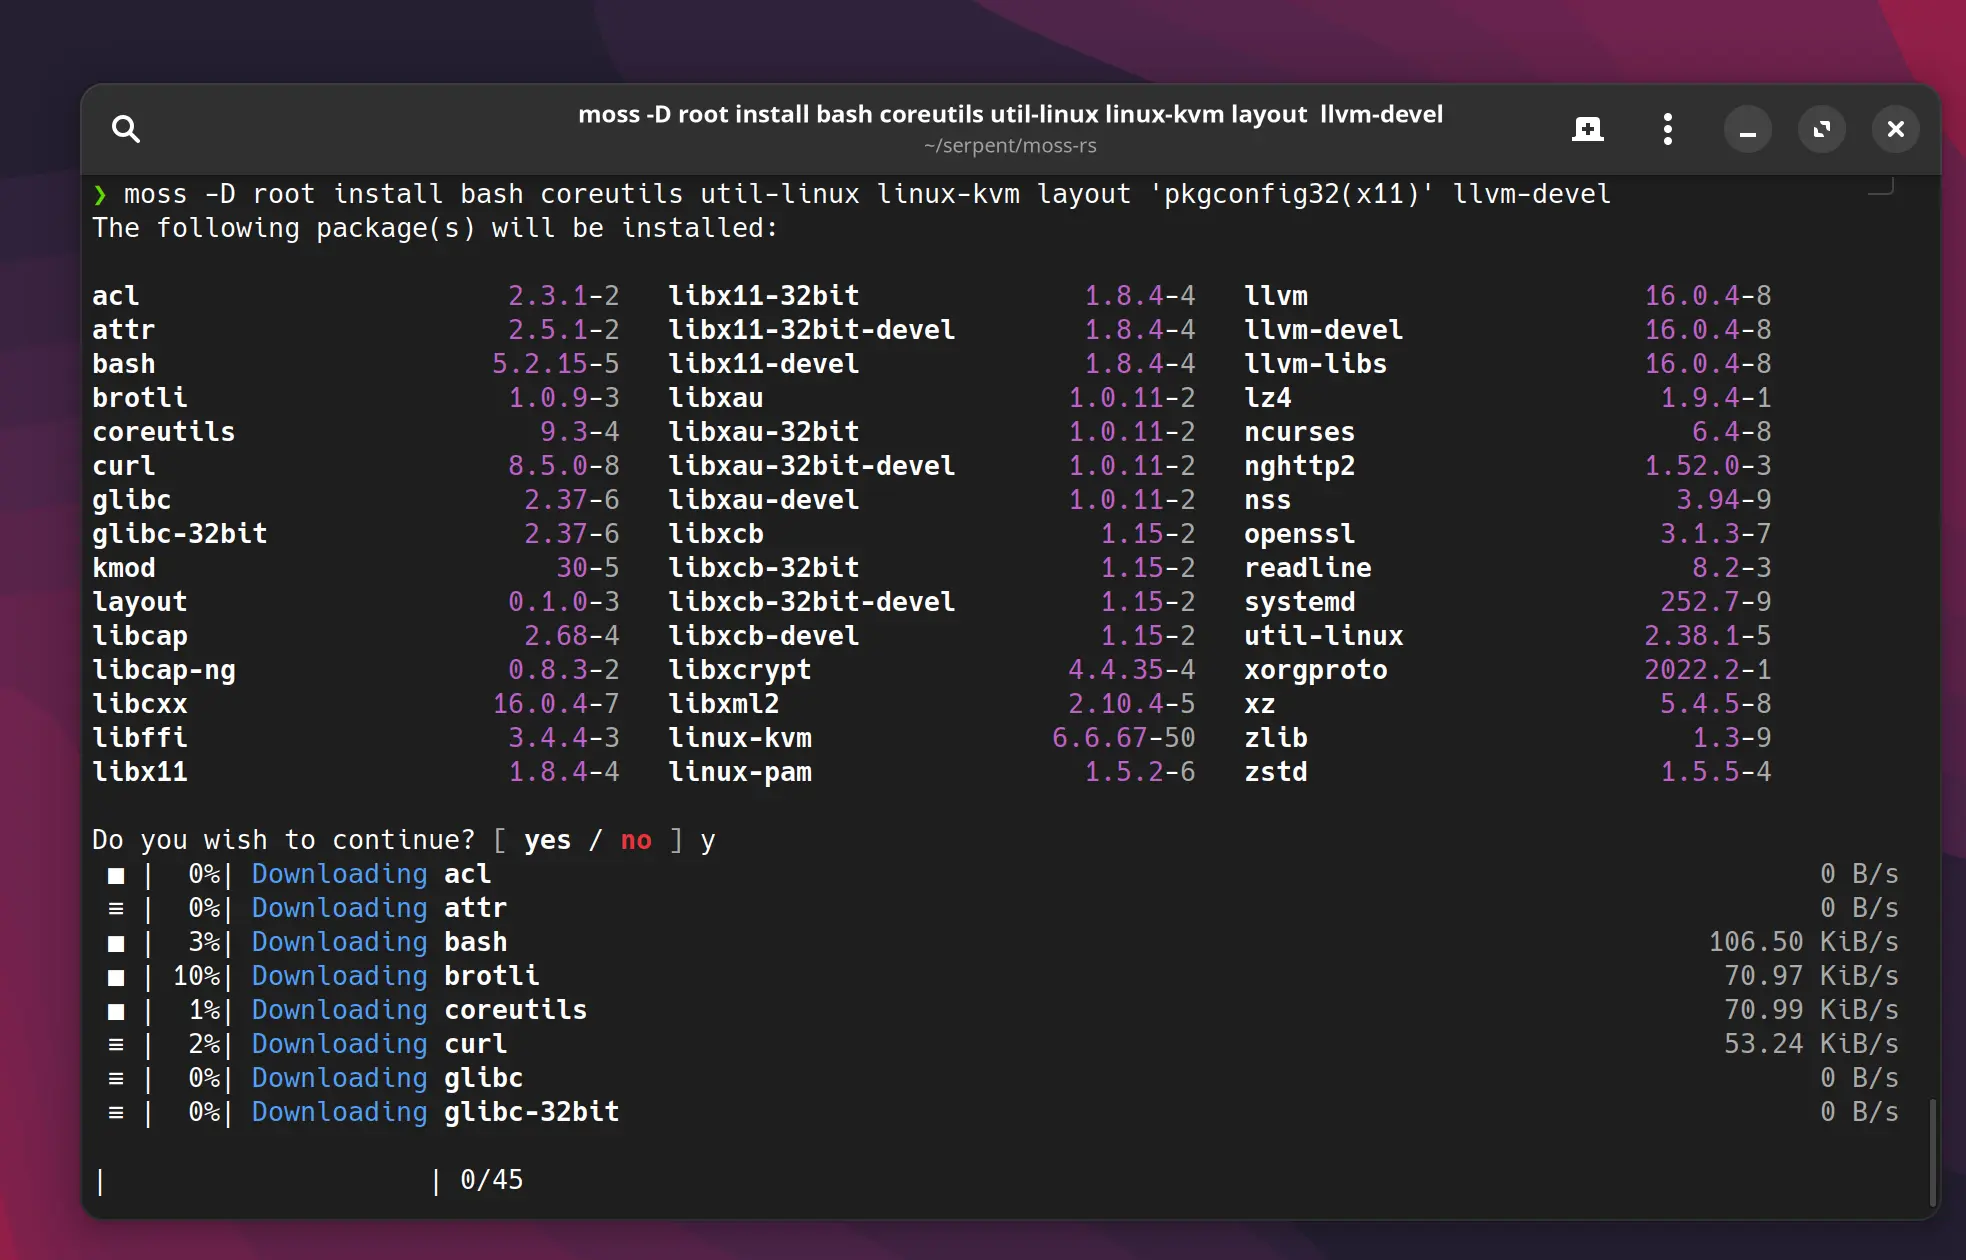 moss -D root install bash coreutils util-linux linux-kvm layout  llvm-devel
~/serpent/moss-rs
❯ moss -D root install bash coreutils util-linux linux-kvm layout 'pkgconfig32(x11)' llvm-devel
The following package(s) will be installed:
acl 2.3.1-2 libx11-32bit 1.8.4-4 llvm 16.0.4-8
attr 2.5.1-2 libx11-32bit-devel 1.8.4-4 llvm-devel 16.0.4-8
bash 5.2.15-5 libx11-devel 1.8.4-4 llvm-libs 16.0.4-8
brotli 1.0.9-3 libxau 1.0.11-2 lz4 1.9.4-1
coreutils 9.3-4 libxau-32bit 1.0.11-2 ncurses 6.4-8
curl 8.5.0-8 libxau-32bit-devel 1.0.11-2 nghttp2 1.52.0-3
glibc 2.37-6 libxau-devel 1.0.11-2 nss 3.94-9
glibc-32bit 2.37-6 libxcb 1.15-2 openssl 3.1.3-7
kmod 30-5 libxcb-32bit 1.15-2 readline 8.2-3
layout 0.1.0-3 libxcb-32bit-devel 1.15-2 systemd 252.7-9
libcap 2.68-4 libxcb-devel 1.15-2 util-linux 2.38.1-5
libcap-ng 0.8.3-2 libxcrypt 4.4.35-4 xorgproto 2022.2-1
libcxx 16.0.4-7 libxml2 2.10.4-5 xz 5.4.5-8
libffi 3.4.4-3 linux-kvm 6.6.67-50 zlib 1.3-9
libx11 1.8.4-4 linux-pam 1.5.2-6 zstd 1.5.5-4
Do you wish to continue? [ yes / no ] y
■ |  0%| Downloading acl 0 B/s
≡ |  0%| Downloading attr 0 B/s
■ |  3%| Downloading bash 106.50 KiB/s
■ | 10%| Downloading brotli 70.97 KiB/s
■ |  1%| Downloading coreutils 70.99 KiB/s
≡ |  2%| Downloading curl 53.24 KiB/s
≡ |  0%| Downloading glibc 0 B/s
≡ |  0%| Downloading glibc-32bit 0 B/s
|                    | 0/45